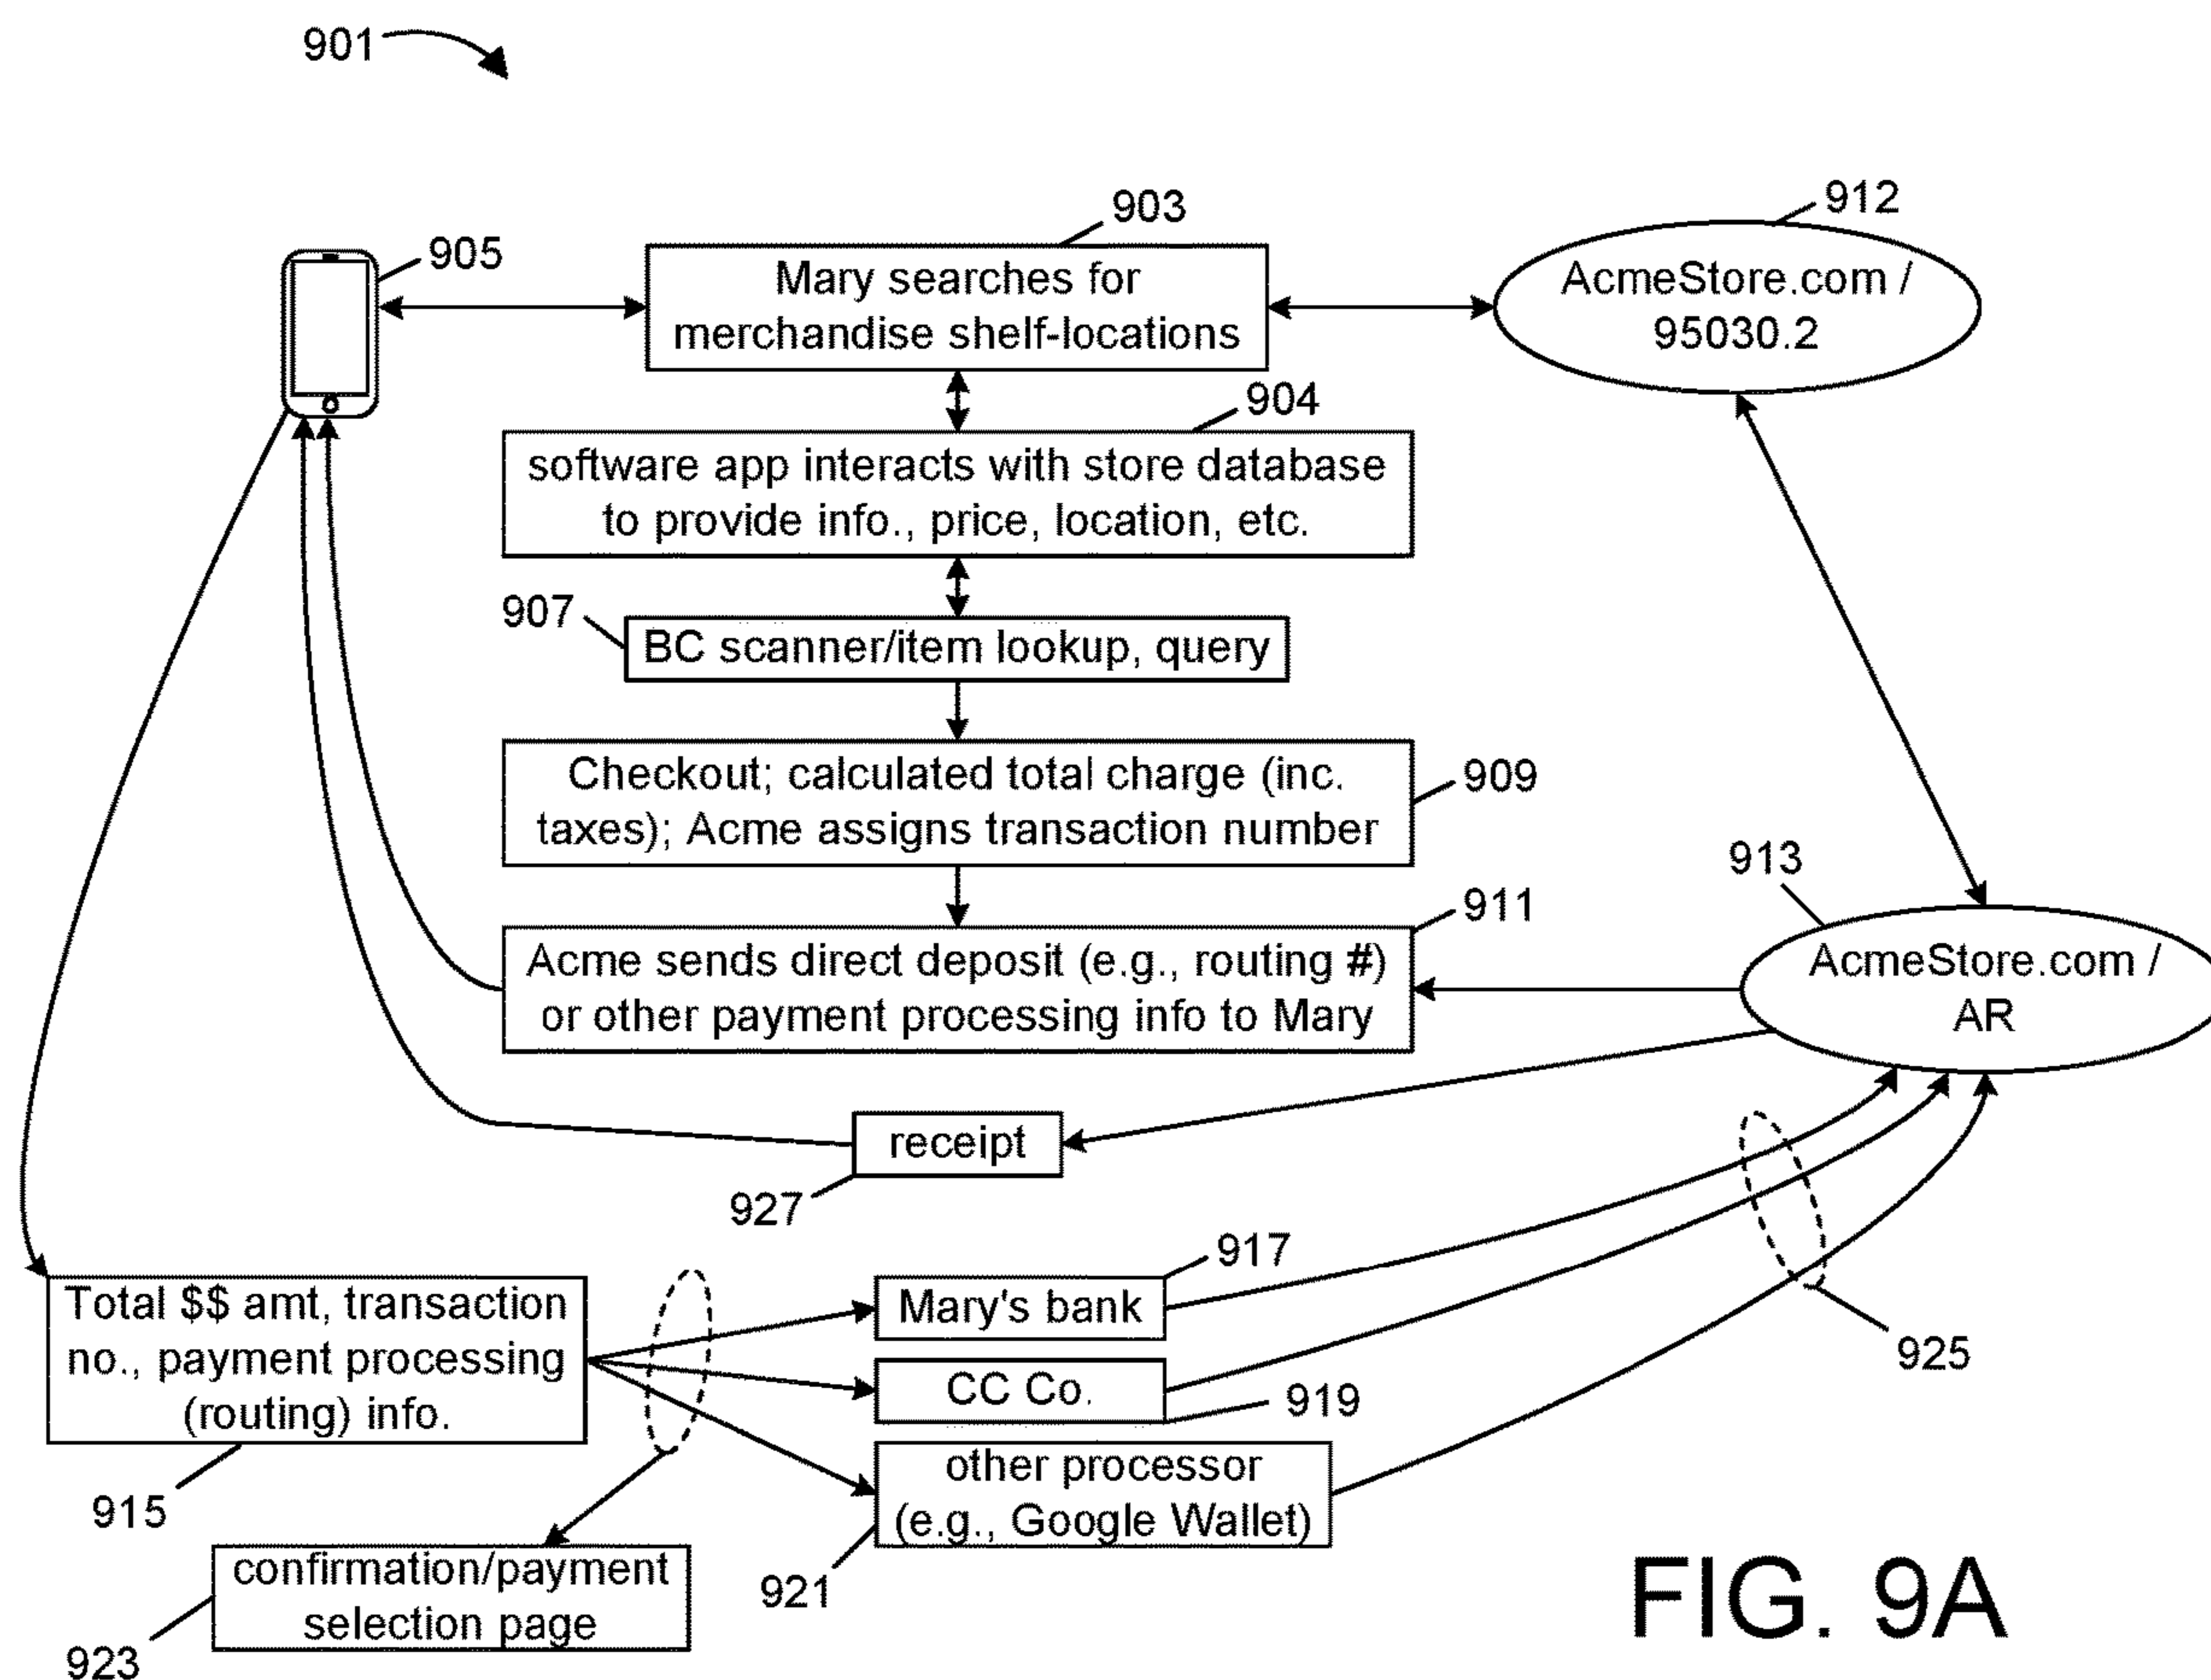 901
903
912
905
Mary searches for
merchandise shelf-locations
AcmeStore.com /
95030.2
904
software app interacts with store database
to provide info., price, location, etc.
907
BC scanner/item lookup, query
Checkout; calculated total charge (inc.
taxes); Acme assigns transaction number
909
913
911
Acme sends direct deposit (e.g., routing #)
or other payment processing info to Mary
AcmeStore.com /
AR
receipt
927
917
Total $$ amt, transaction
no., payment processing
(routing) info.
Mary's bank
925
CC Co.
919
915
other processor
(e.g., Google Wallet)
921
confirmation/payment
selection page
923
FIG. 9A